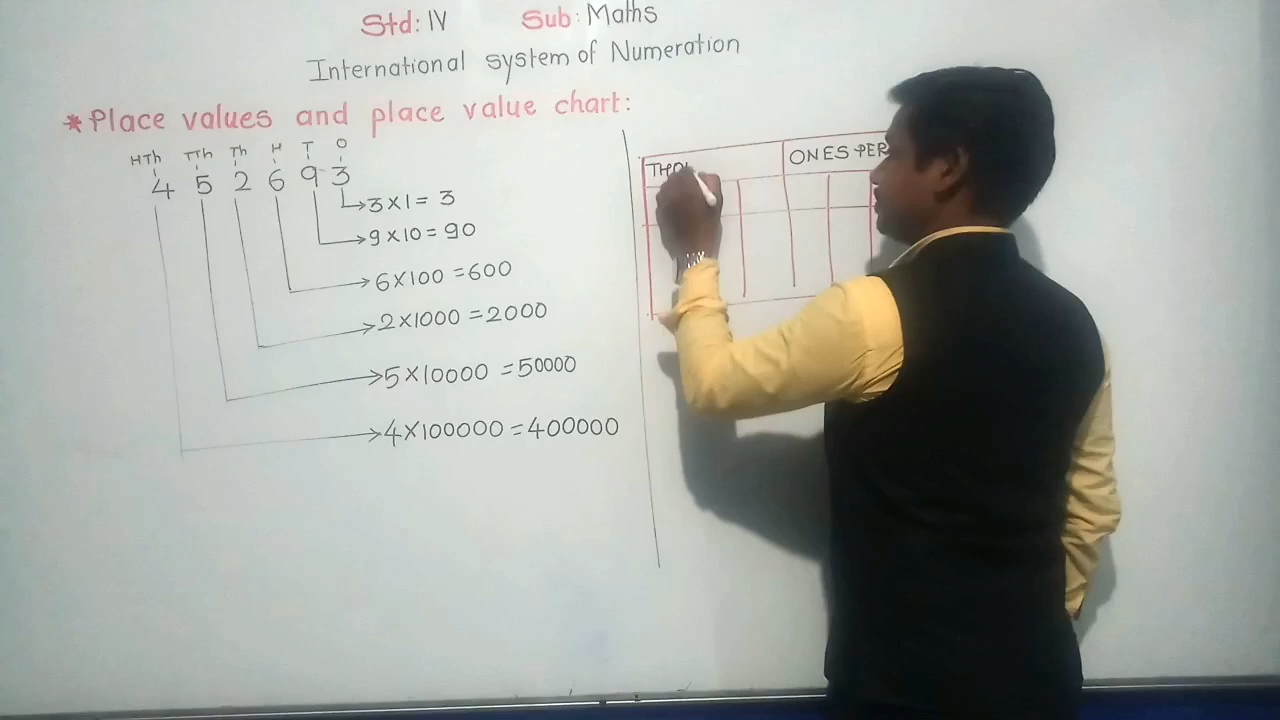 Std: IV Sub: Maths
International system of Numeration
*Place values and place value chart:
HTh TTh Th H T O
4 5 2 6 9 3
3×1= 3
9×10=90
6×100=600
2×1000=2000
5×10000=50000
4×100000=400000
ONES PER